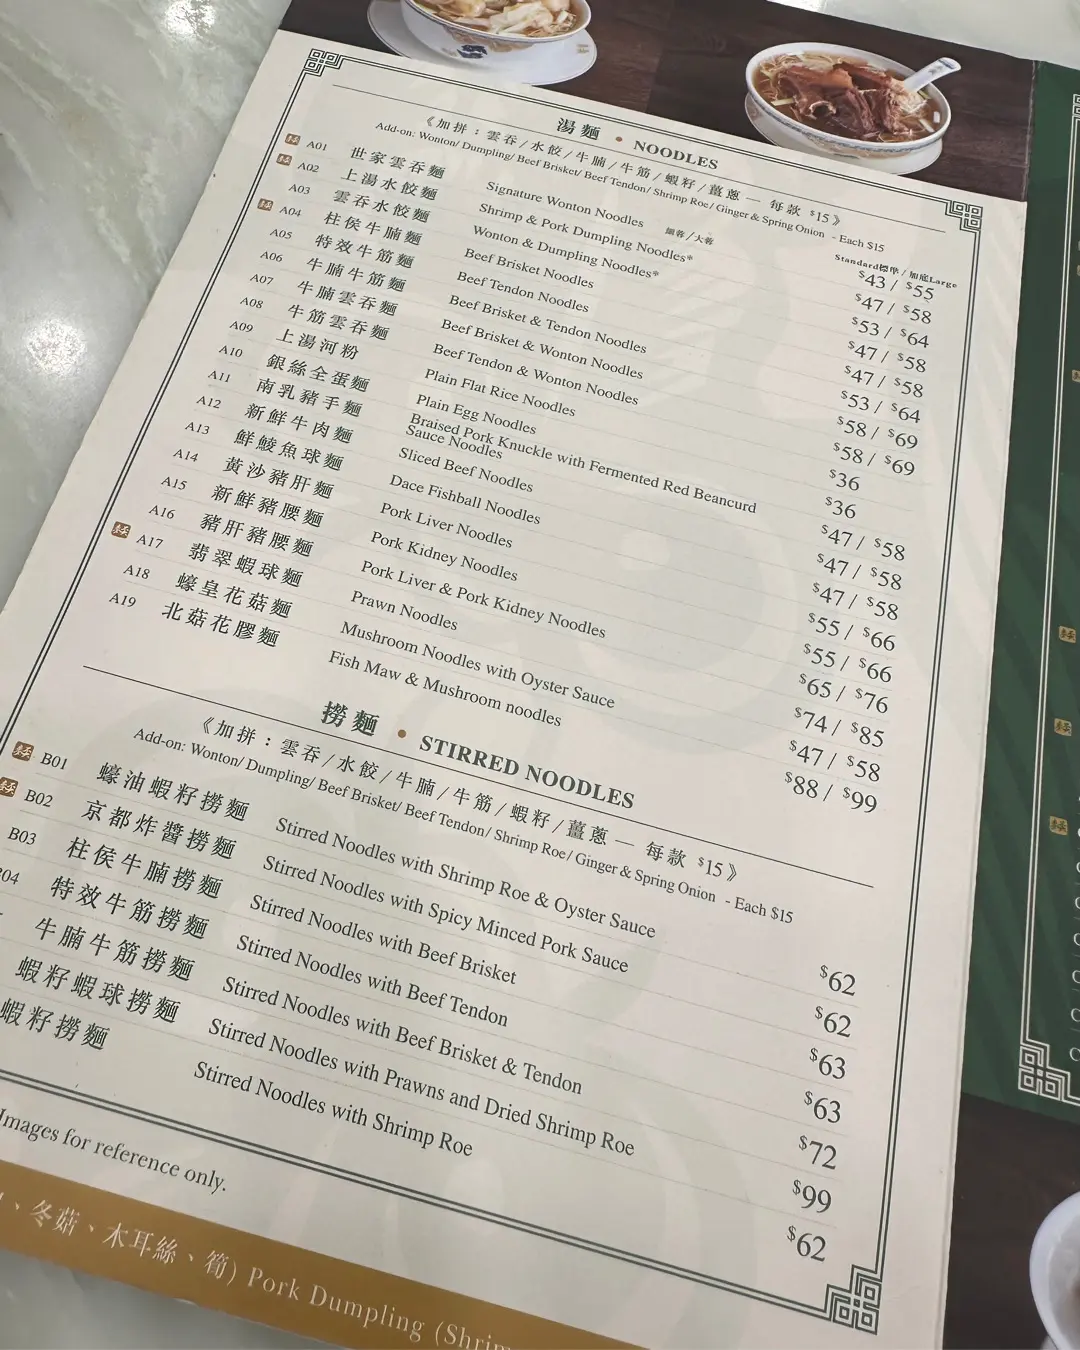 湯麵 • NOODLES
《加拼：雲吞/水餃/牛腩/牛筋/蝦籽/薑蔥 — 每款 $15》
Add-on: Wonton/ Dumpling/ Beef Brisket/ Beef Tendon/ Shrimp Roe/ Ginger & Spring Onion - Each $15
細蓉/大蓉
Standard標準 / 加底Large
A01 世家雲吞麵 Signature Wonton Noodles $43 / $55
A02 上湯水餃麵 Shrimp & Pork Dumpling Noodles* $47 / $58
A03 雲吞水餃麵 Wonton & Dumpling Noodles* $53 / $64
A04 柱侯牛腩麵 Beef Brisket Noodles $47 / $58
A05 特效牛筋麵 Beef Tendon Noodles $47 / $58
A06 牛腩牛筋麵 Beef Brisket & Tendon Noodles $53 / $64
A07 牛腩雲吞麵 Beef Brisket & Wonton Noodles $58 / $69
A08 牛筋雲吞麵 Beef Tendon & Wonton Noodles $58 / $69
A09 上湯河粉 Plain Flat Rice Noodles $36
A10 銀絲全蛋麵 Plain Egg Noodles $36
A11 南乳豬手麵 Braised Pork Knuckle with Fermented Red Beancurd Sauce Noodles $47 / $58
A12 新鮮牛肉麵 Sliced Beef Noodles $47 / $58
A13 鮮鯪魚球麵 Dace Fishball Noodles $47 / $58
A14 黃沙豬肝麵 Pork Liver Noodles $55 / $66
A15 新鮮豬腰麵 Pork Kidney Noodles $55 / $66
A16 豬肝豬腰麵 Pork Liver & Pork Kidney Noodles $65 / $76
A17 翡翠蝦球麵 Prawn Noodles $74 / $85
A18 蠔皇花菇麵 Mushroom Noodles with Oyster Sauce $47 / $58
A19 北菇花膠麵 Fish Maw & Mushroom noodles $88 / $99
撈麵 • STIRRED NOODLES
《加拼：雲吞/水餃/牛腩/牛筋/蝦籽/薑蔥 — 每款 $15》
Add-on: Wonton/ Dumpling/ Beef Brisket/ Beef Tendon/ Shrimp Roe/ Ginger & Spring Onion - Each $15
B01 蠔油蝦籽撈麵 Stirred Noodles with Shrimp Roe & Oyster Sauce $62
B02 京都炸醬撈麵 Stirred Noodles with Spicy Minced Pork Sauce $62
B03 柱侯牛腩撈麵 Stirred Noodles with Beef Brisket $63
04 特效牛筋撈麵 Stirred Noodles with Beef Tendon $63
牛腩牛筋撈麵 Stirred Noodles with Beef Brisket & Tendon $72
蝦籽蝦球撈麵 Stirred Noodles with Prawns and Dried Shrimp Roe $99
蝦籽撈麵 Stirred Noodles with Shrimp Roe $62
Images for reference only.
、冬菇、木耳絲、筍) Pork Dumpling (Shrim